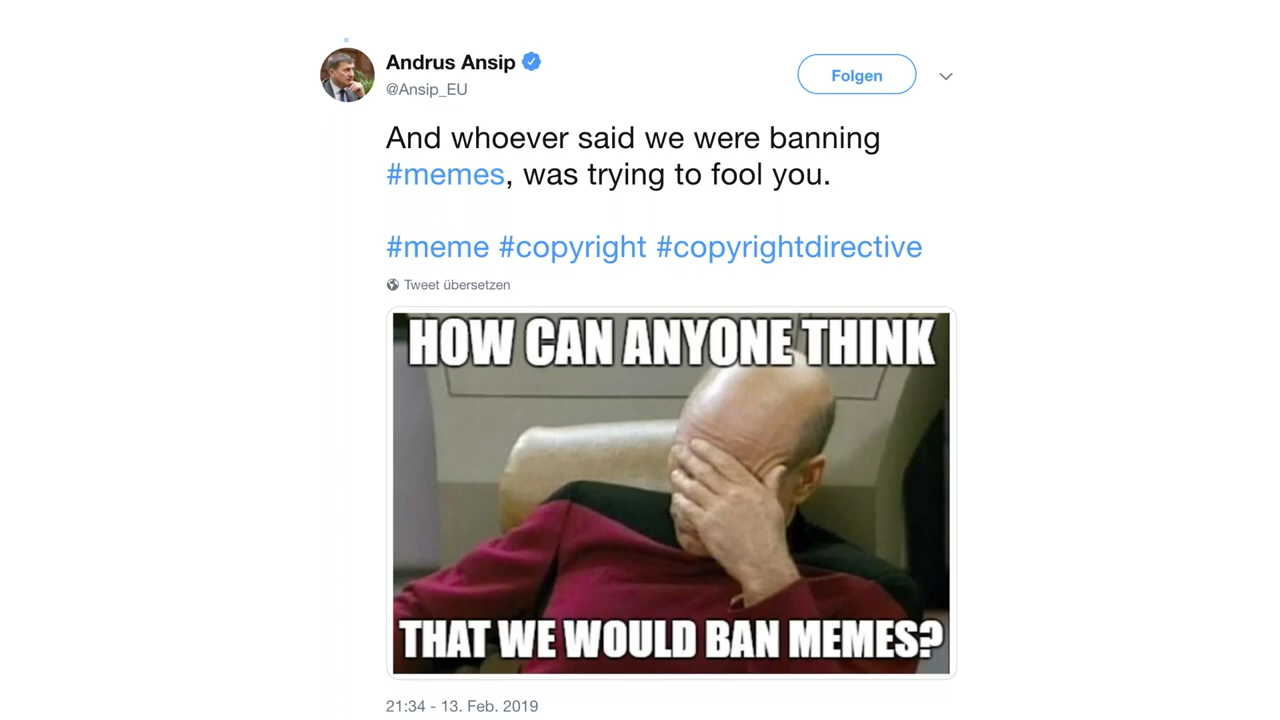 Andrus Ansip
@Ansip_EU
Folgen
And whoever said we were banning
#memes, was trying to fool you.
#meme #copyright #copyrightdirective
Tweet übersetzen
HOW CAN ANYONE THINK
THAT WE WOULD BAN MEMES?
21:34 - 13. Feb. 2019